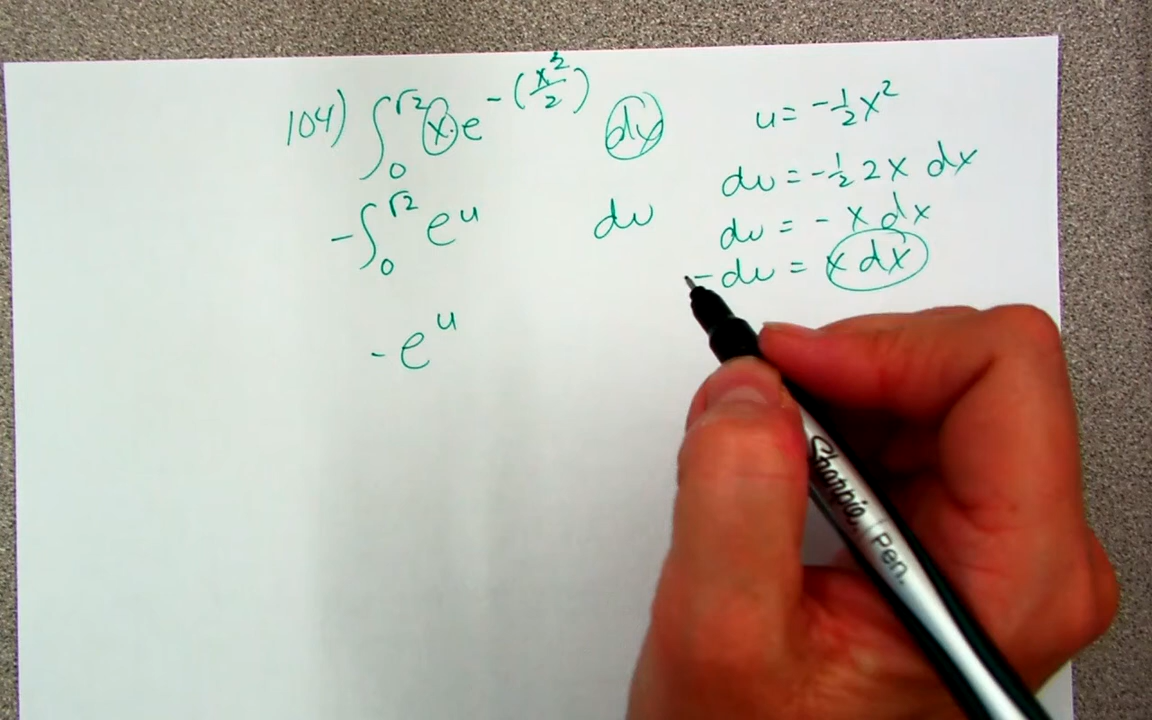 104) ∫₀^√2 x·e^-(x²/2) dx
u = -½x²
du = -½ 2x dx
-∫₀^√2 e^u du
du = -x dx
-du = x dx
-e^u
Sharpie. Pen.